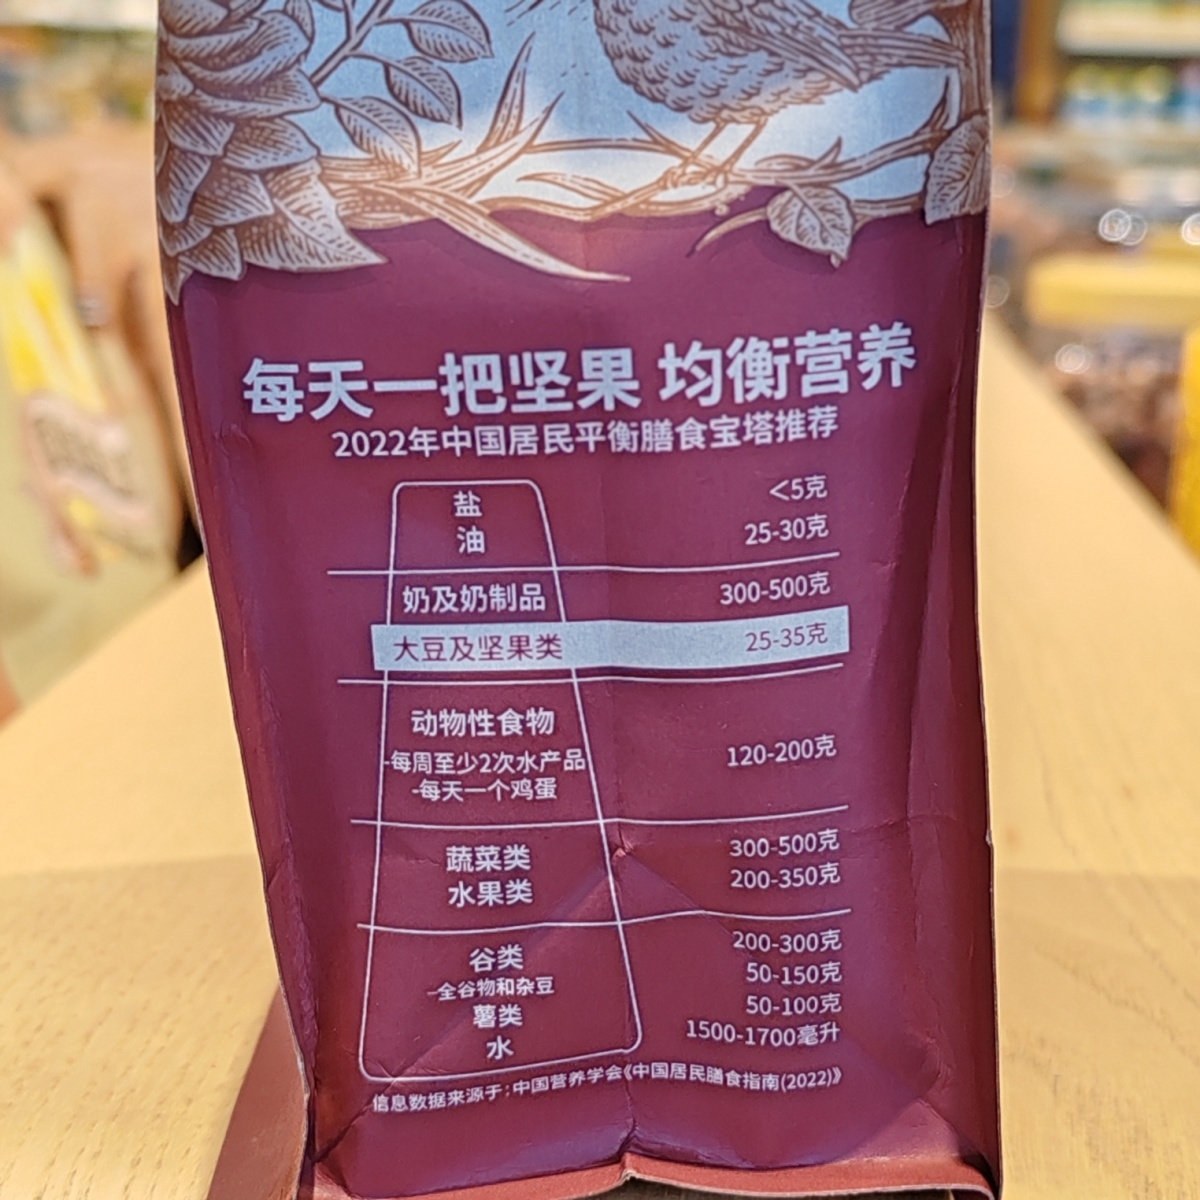 每天一把坚果 均衡营养
2022年中国居民平衡膳食宝塔推荐
盐 <5克
油 25-30克
奶及奶制品 300-500克
大豆及坚果类 25-35克
动物性食物 120-200克
-每周至少2次水产品
-每天一个鸡蛋
蔬菜类 300-500克
水果类 200-350克
谷类 200-300克
-全谷物和杂豆 50-150克
薯类 50-100克
水 1500-1700毫升
信息数据来源于:中国营养学会《中国居民膳食指南(2022)》